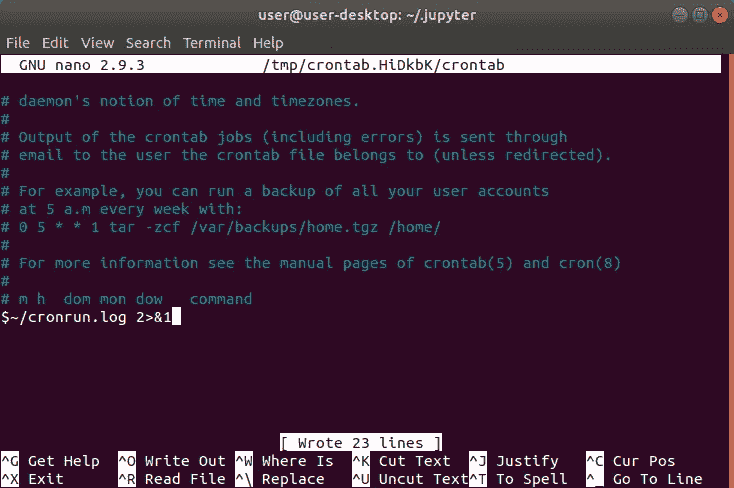 user@user-desktop: ~/.jupyter
File Edit View Search Terminal Help
GNU nano 2.9.3 /tmp/crontab.HiDkbK/crontab
# daemon's notion of time and timezones.
#
# Output of the crontab jobs (including errors) is sent through
# email to the user the crontab file belongs to (unless redirected).
#
# For example, you can run a backup of all your user accounts
# at 5 a.m every week with:
# 0 5 * * 1 tar -zcf /var/backups/home.tgz /home/
#
# For more information see the manual pages of crontab(5) and cron(8)
#
# m h  dom mon dow   command
$~/cronrun.log 2>&1
[ Wrote 23 lines ]
^G Get Help ^O Write Out ^W Where Is ^K Cut Text ^J Justify ^C Cur Pos
^X Exit ^R Read File ^\ Replace ^U Uncut Text ^T To Spell ^_ Go To Line